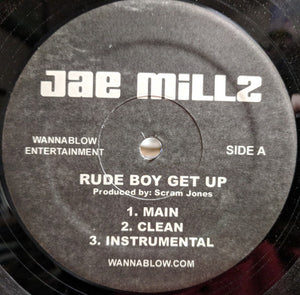 Jae Millz
WANNABLOW
ENTERTAINMENT
SIDE A
RUDE BOY GET UP
Produced by: Scram Jones
1. MAIN
2. CLEAN
3. INSTRUMENTAL
WANNABLOW.COM